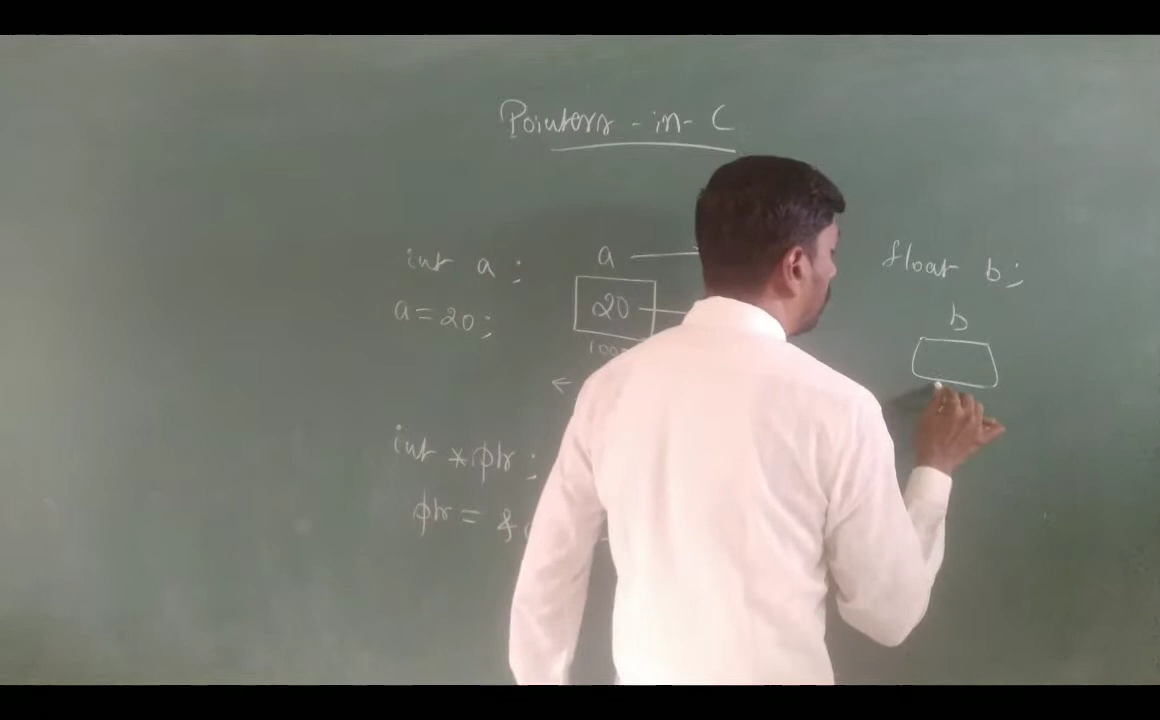 Pointers - in - C
int a ;
a = 20 ;
a
20
float b ;
b
int *ptr ;
ptr = &